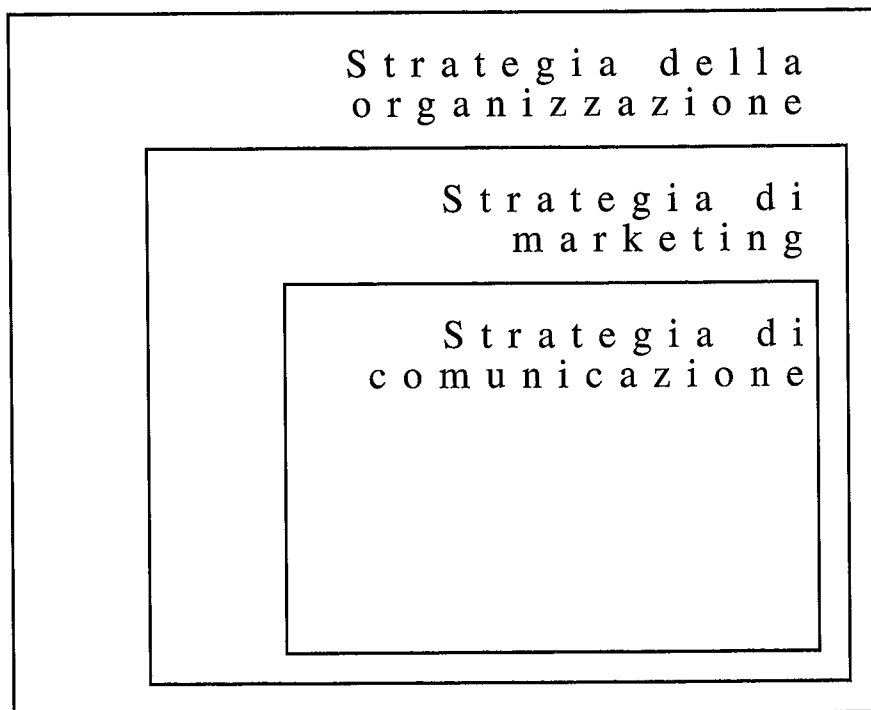 Strategia della
organizzazione
Strategia di
marketing
Strategia di
comunicazione